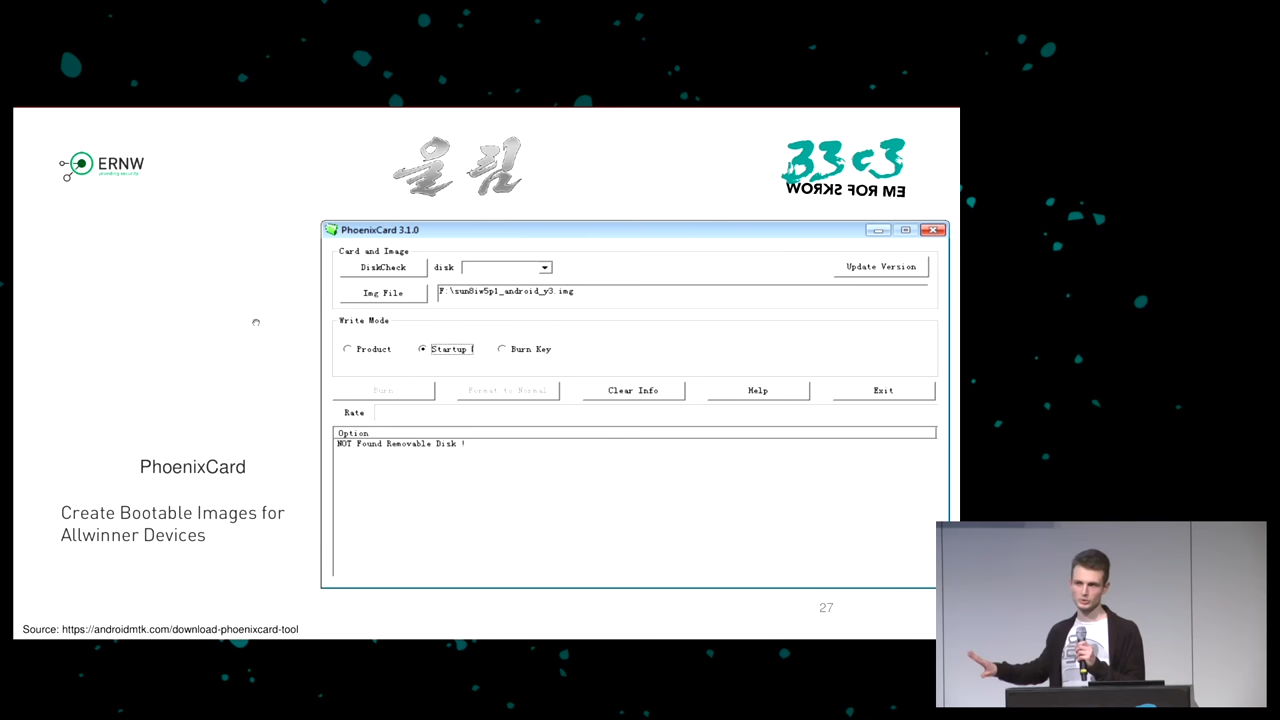 ERNW
providing security.
울림
33c3
WORKS FOR ME
PhoenixCard 3.1.0
Card and Image
DiskCheck disk
Update Version
Img File F:\sun8iw5p1_android_y3.img
Write Mode
Product Startup Burn Key
Burn Format to Normal Clear Info Help Exit
Rate
Option
NOT Found Removable Disk !
PhoenixCard
Create Bootable Images for
Allwinner Devices
27
Source: https://androidmtk.com/download-phoenixcard-tool